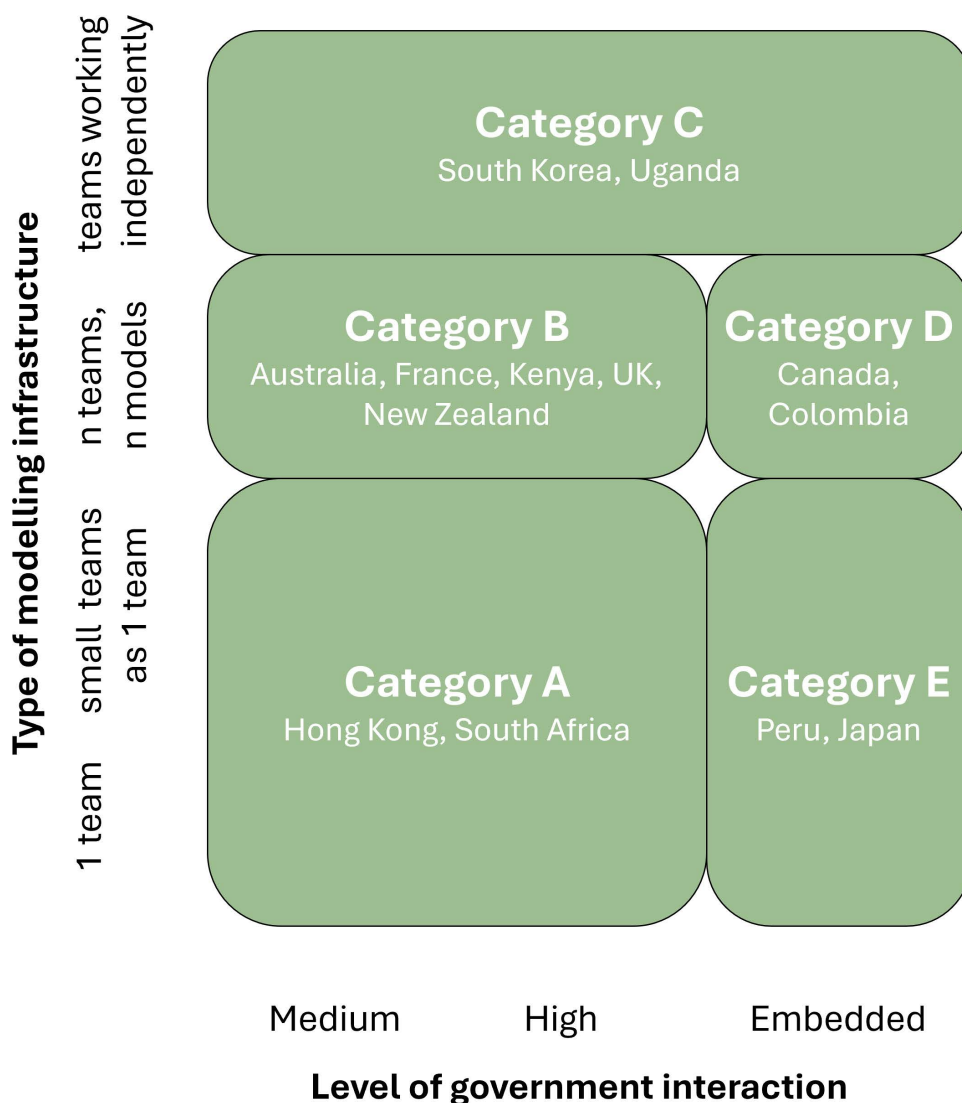 Type of modelling infrastructure
teams working
independently
n teams,
n models
small teams
as 1 team
1 team
Category C
South Korea, Uganda
Category B
Australia, France, Kenya, UK,
New Zealand
Category D
Canada,
Colombia
Category A
Hong Kong, South Africa
Category E
Peru, Japan
Medium
High
Embedded
Level of government interaction